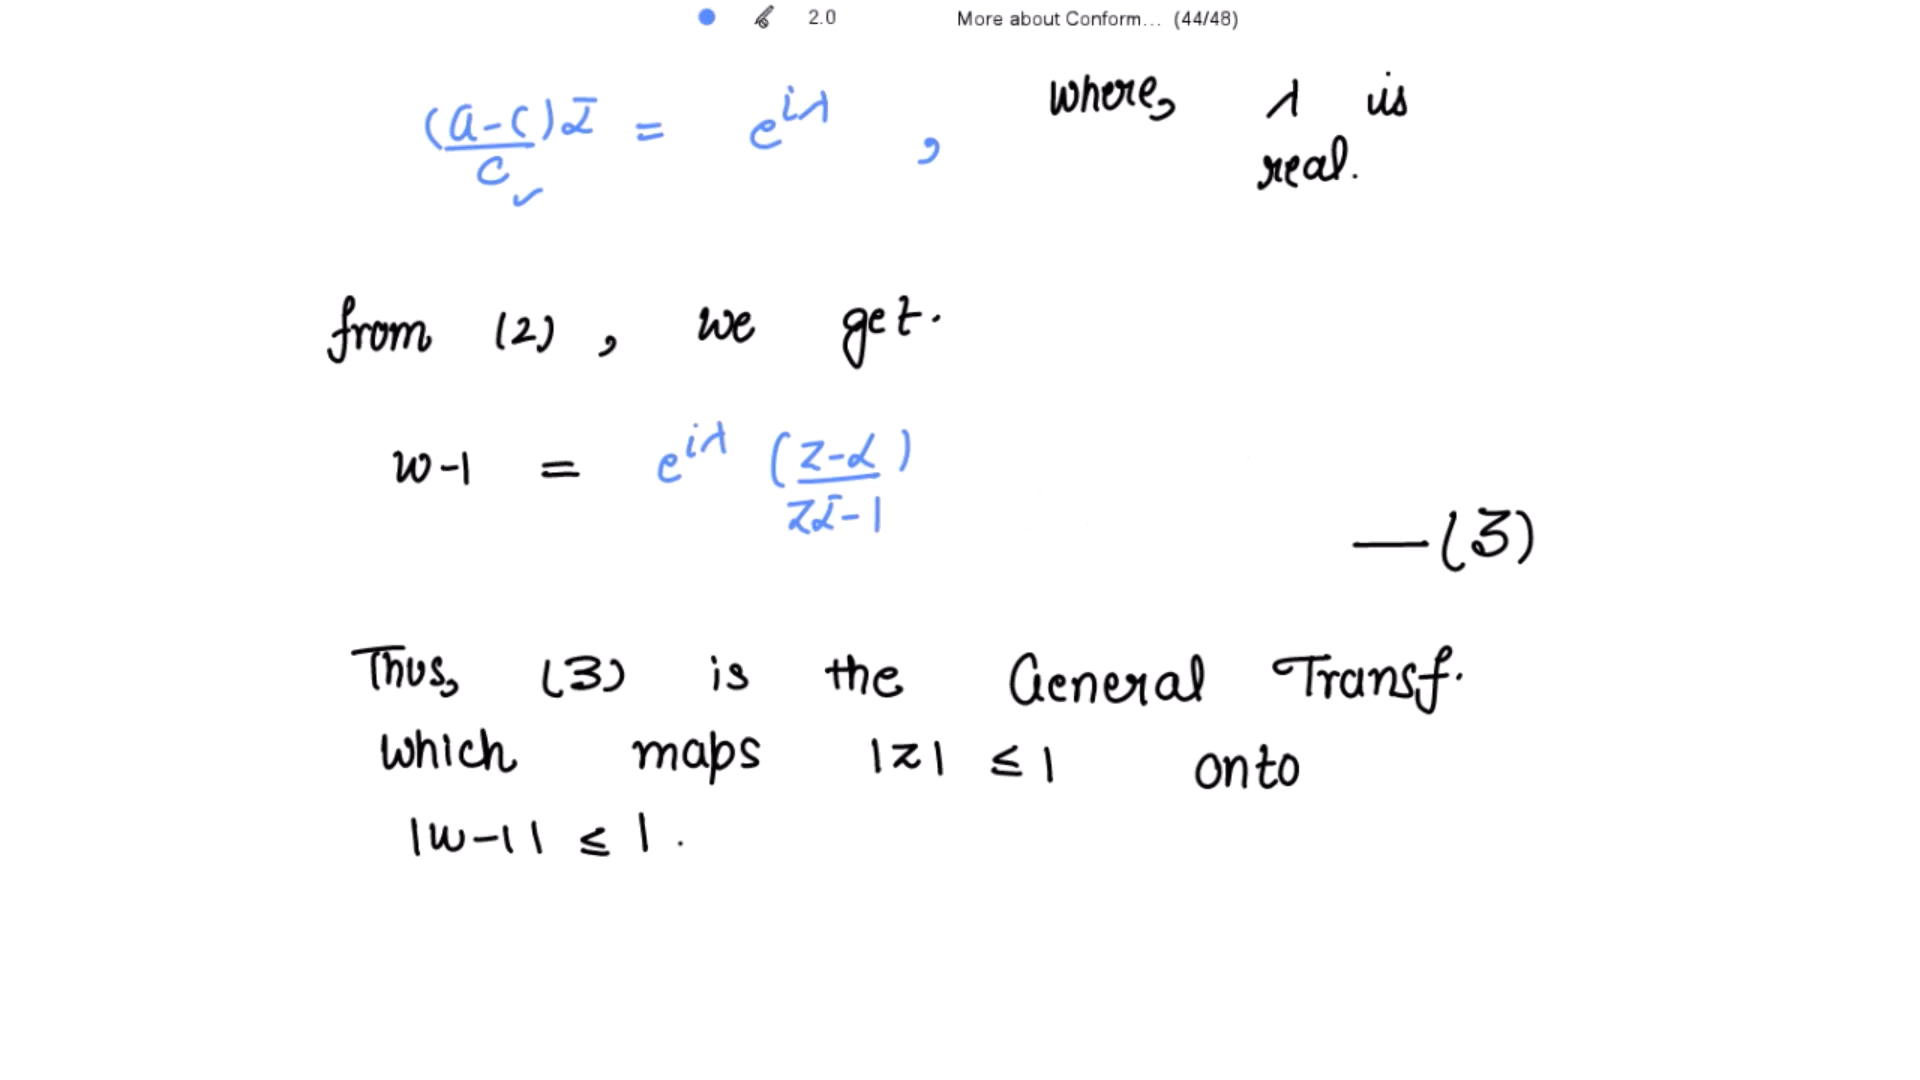 2.0 More about Conform... (44/48)
(a-c)ᾱ/c = e^{iλ} , where, λ is
real.
from (2) , we get.
w-1 = e^{iλ} (z-α/zᾱ-1)
—(3)
Thus, (3) is the General Transf.
which maps |z| ≤ 1 onto
|w-1| ≤ 1.